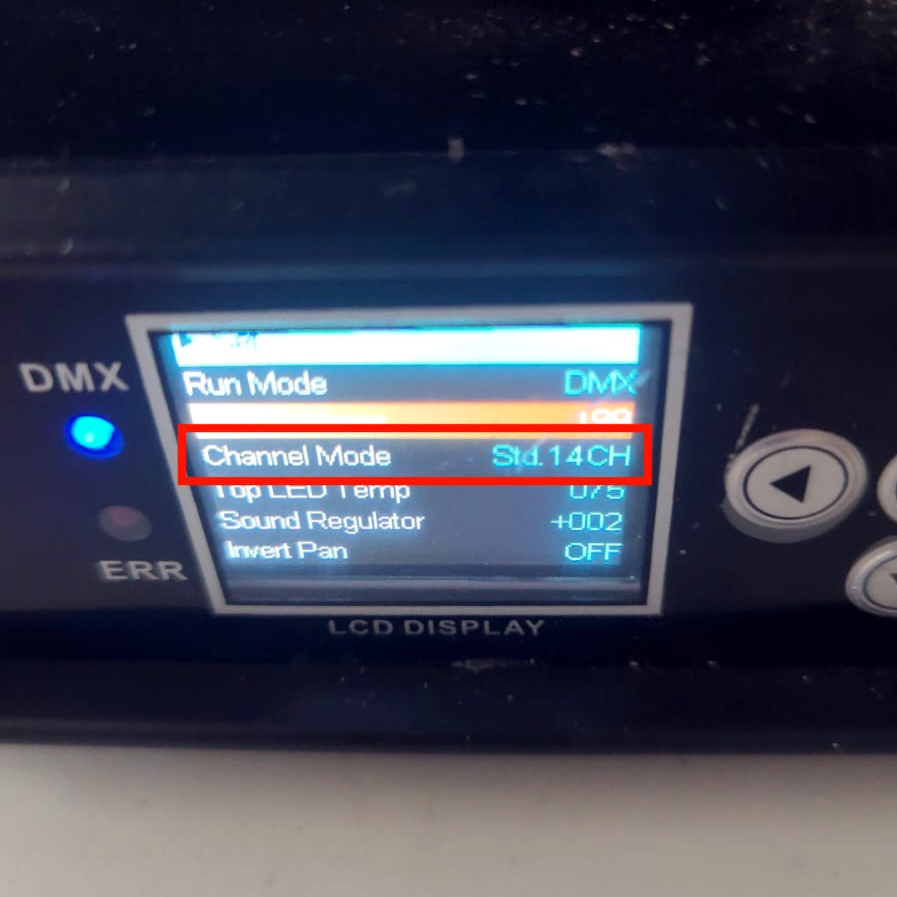 DMX
Run Mode DMX
Channel Mode Std.14CH
Top LED Temp 075
Sound Regulator +002
Invert Pan OFF
ERR
LCD DISPLAY